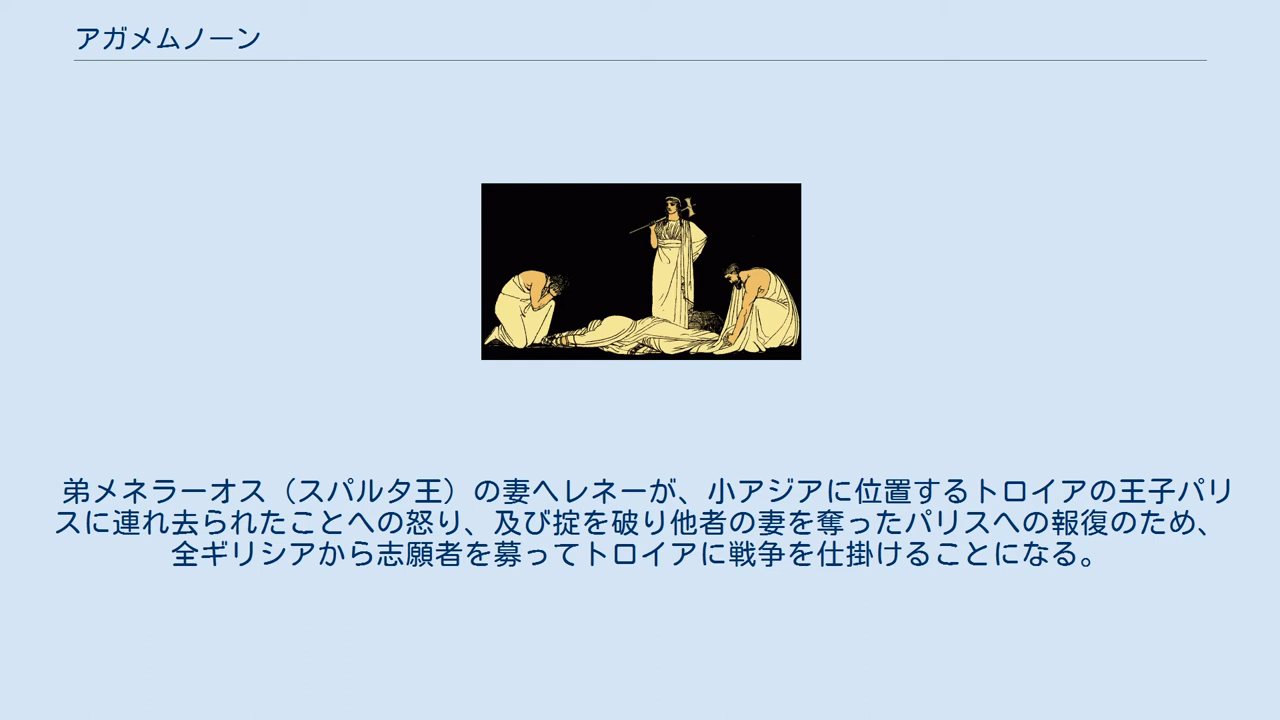 アガメムノーン
弟メネラーオス（スパルタ王）の妻ヘレネーが、小アジアに位置するトロイアの王子パリ
スに連れ去られたことへの怒り、及び掟を破り他者の妻を奪ったパリスへの報復のため、
全ギリシアから志願者を募ってトロイアに戦争を仕掛けることになる。